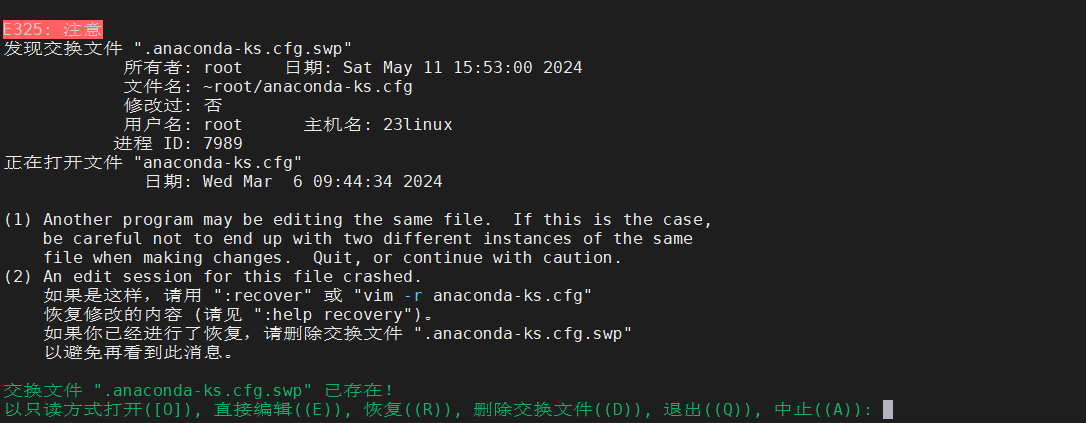 E325: 注意
发现交换文件 ".anaconda-ks.cfg.swp"
所有者: root 日期: Sat May 11 15:53:00 2024
文件名: ~root/anaconda-ks.cfg
修改过: 否
用户名: root 主机名: 23linux
进程 ID: 7989
正在打开文件 "anaconda-ks.cfg"
日期: Wed Mar  6 09:44:34 2024
(1) Another program may be editing the same file.  If this is the case,
be careful not to end up with two different instances of the same
file when making changes.  Quit, or continue with caution.
(2) An edit session for this file crashed.
如果是这样，请用 ":recover" 或 "vim -r anaconda-ks.cfg"
恢复修改的内容 (请见 ":help recovery")。
如果你已经进行了恢复，请删除交换文件 ".anaconda-ks.cfg.swp"
以避免再看到此消息。
交换文件 ".anaconda-ks.cfg.swp" 已存在！
以只读方式打开([O]), 直接编辑((E)), 恢复((R)), 删除交换文件((D)), 退出((Q)), 中止((A)):